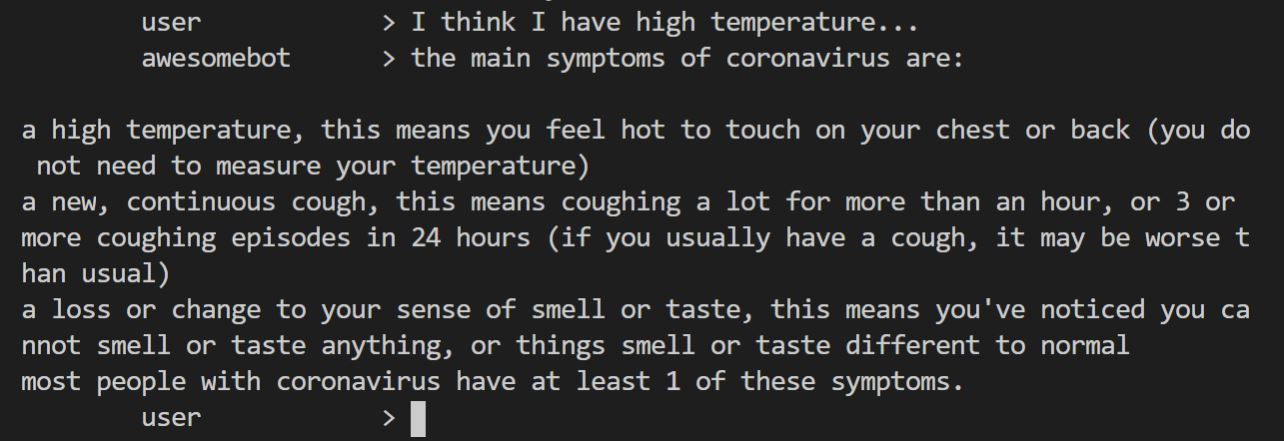 user > I think I have high temperature...
awesomebot > the main symptoms of coronavirus are:
a high temperature, this means you feel hot to touch on your chest or back (you do
not need to measure your temperature)
a new, continuous cough, this means coughing a lot for more than an hour, or 3 or
more coughing episodes in 24 hours (if you usually have a cough, it may be worse t
han usual)
a loss or change to your sense of smell or taste, this means you've noticed you ca
nnot smell or taste anything, or things smell or taste different to normal
most people with coronavirus have at least 1 of these symptoms.
user >